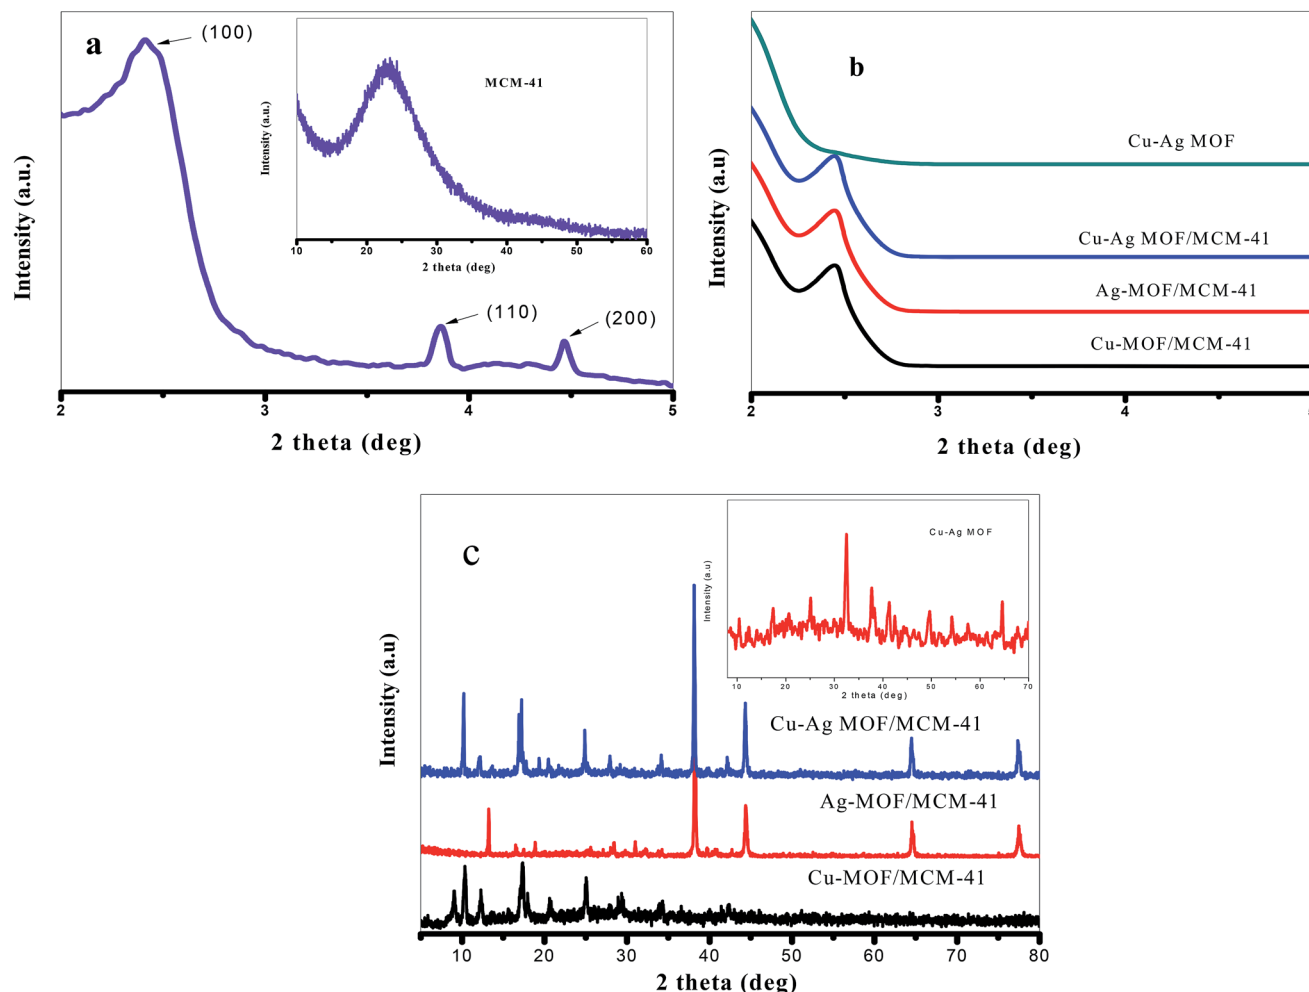 a
(100)
MCM-41
Intensity (a.u.)
10 20 30 40 50 60
2 theta (deg)
(110)
(200)
Intensity (a.u.)
2 3 4 5
2 theta (deg)
b
Cu-Ag MOF
Cu-Ag MOF/MCM-41
Ag-MOF/MCM-41
Cu-MOF/MCM-41
Intensity (a.u)
2 3 4
2 theta (deg)
c
Cu-Ag MOF
Intensity (a.u)
10 20 30 40 50 60 70
2 theta (deg)
Cu-Ag MOF/MCM-41
Ag-MOF/MCM-41
Cu-MOF/MCM-41
Intensity (a.u)
10 20 30 40 50 60 70 80
2 theta (deg)